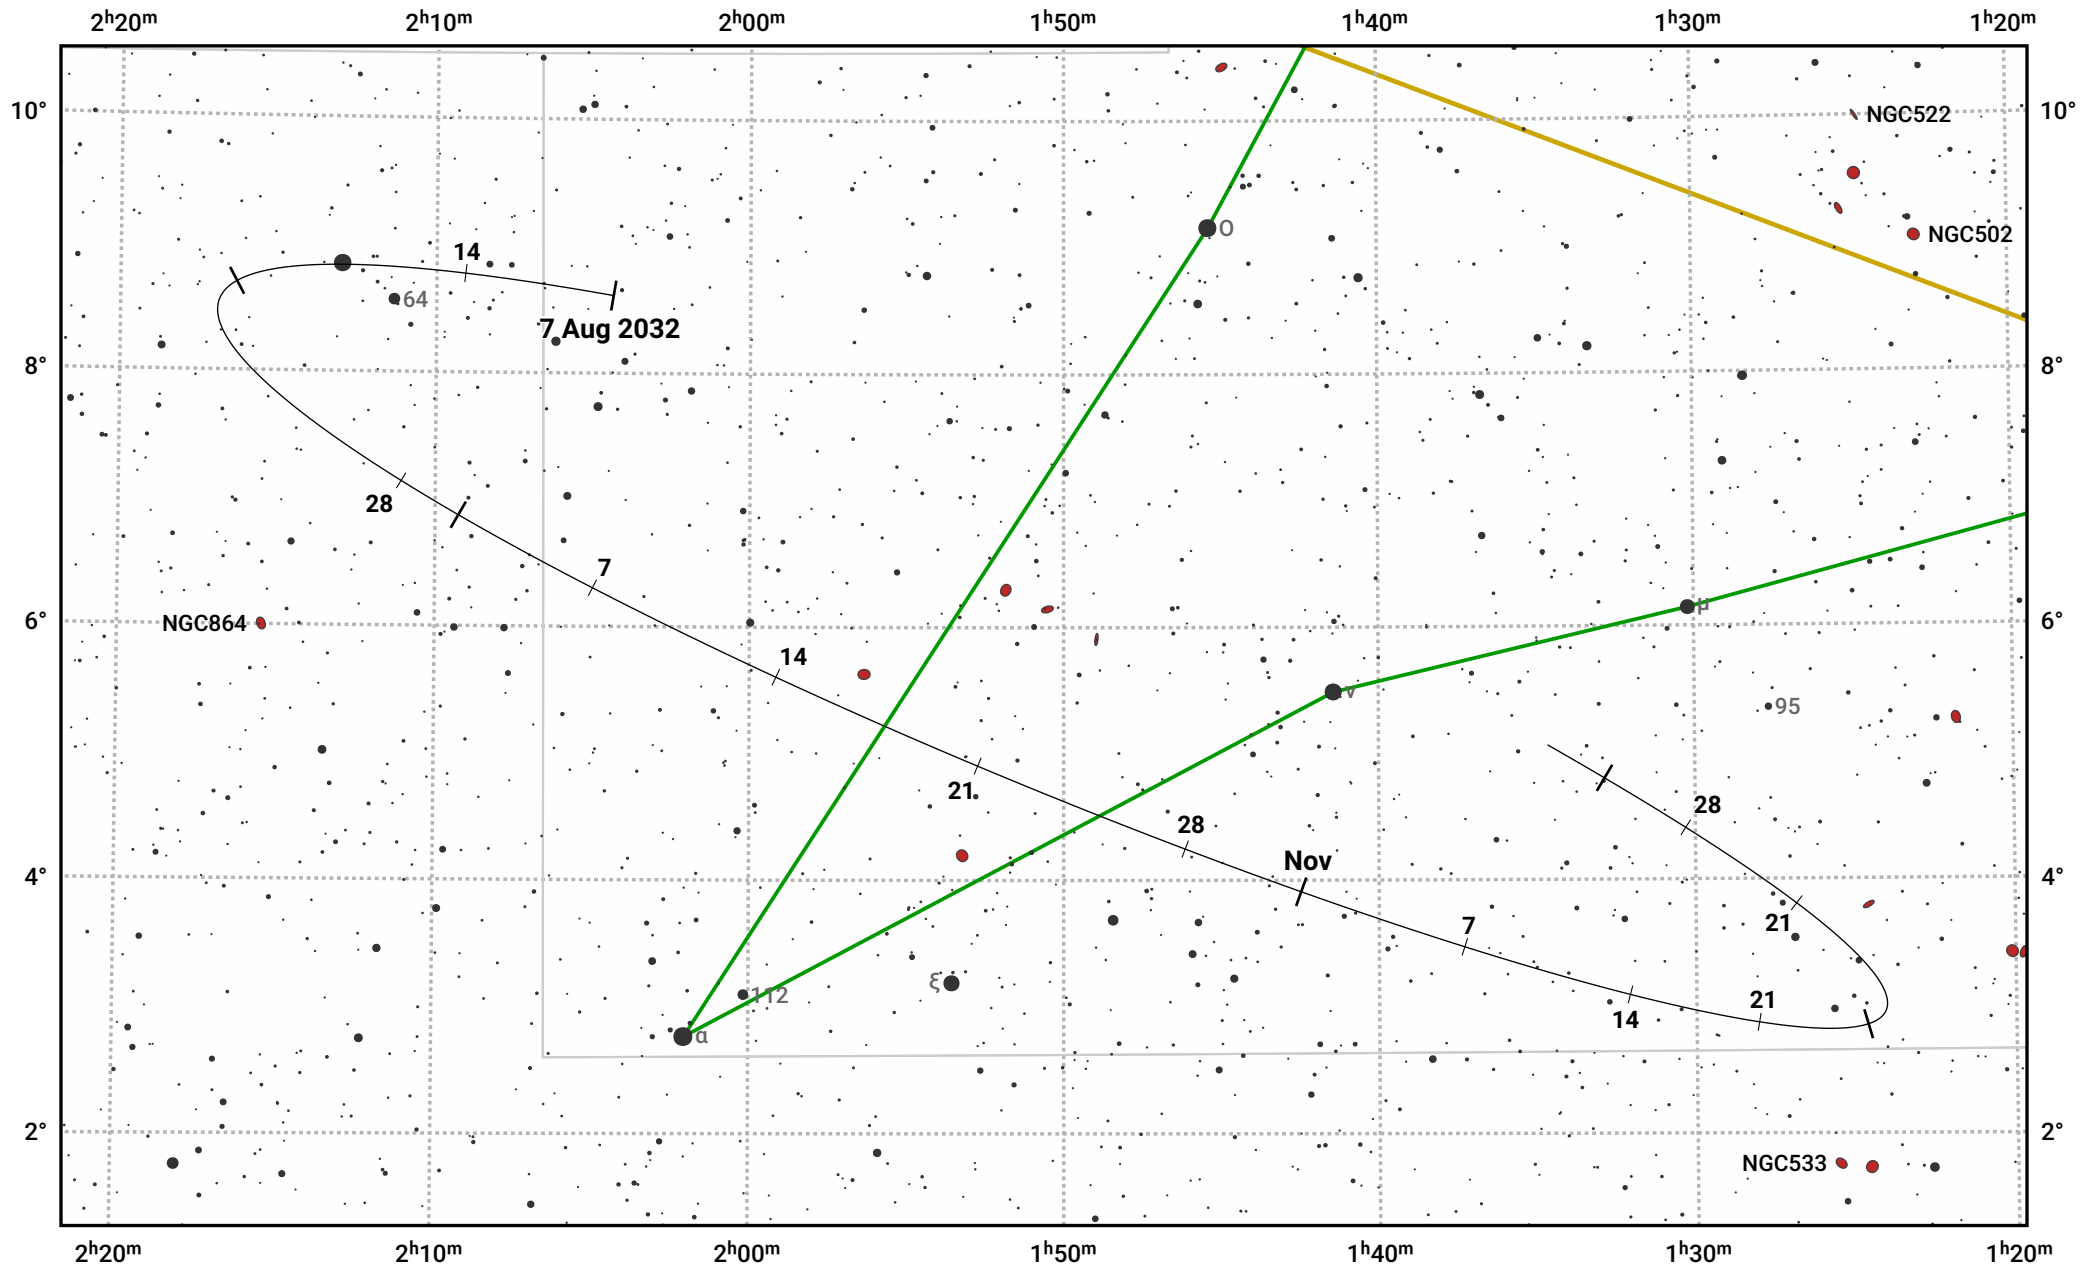 2h20m 2h10m 2h00m 1h50m 1h40m 1h30m 1h20m
10° 10°
NGC522
O
NGC502
14
64
7 Aug 2032
8° 8°
28
7
μ
6° 6°
NGC864
14
ν
95
21
28
28
Nov
4° 4°
7
21
ξ
112
21
14
α
2° 2°
NGC533
2h20m 2h10m 2h00m 1h50m 1h40m 1h30m 1h20m